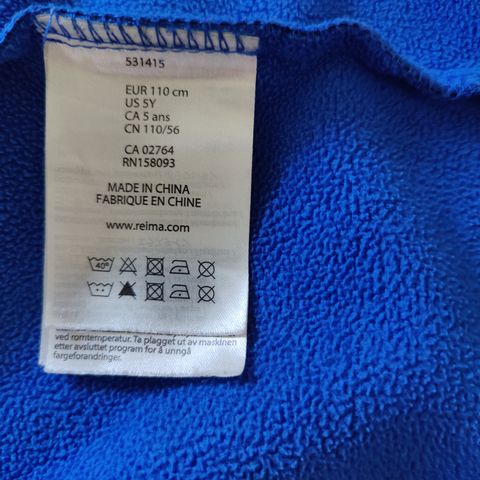 531415
EUR 110 cm
US 5Y
CA 5 ans
CN 110/56
CA 02764
RN158093
MADE IN CHINA
FABRIQUE EN CHINE
www.reima.com
40°
ved romtemperatur. Ta plagget ut av maskinen
etter avsluttet program for å unngå
fargeforandringer.